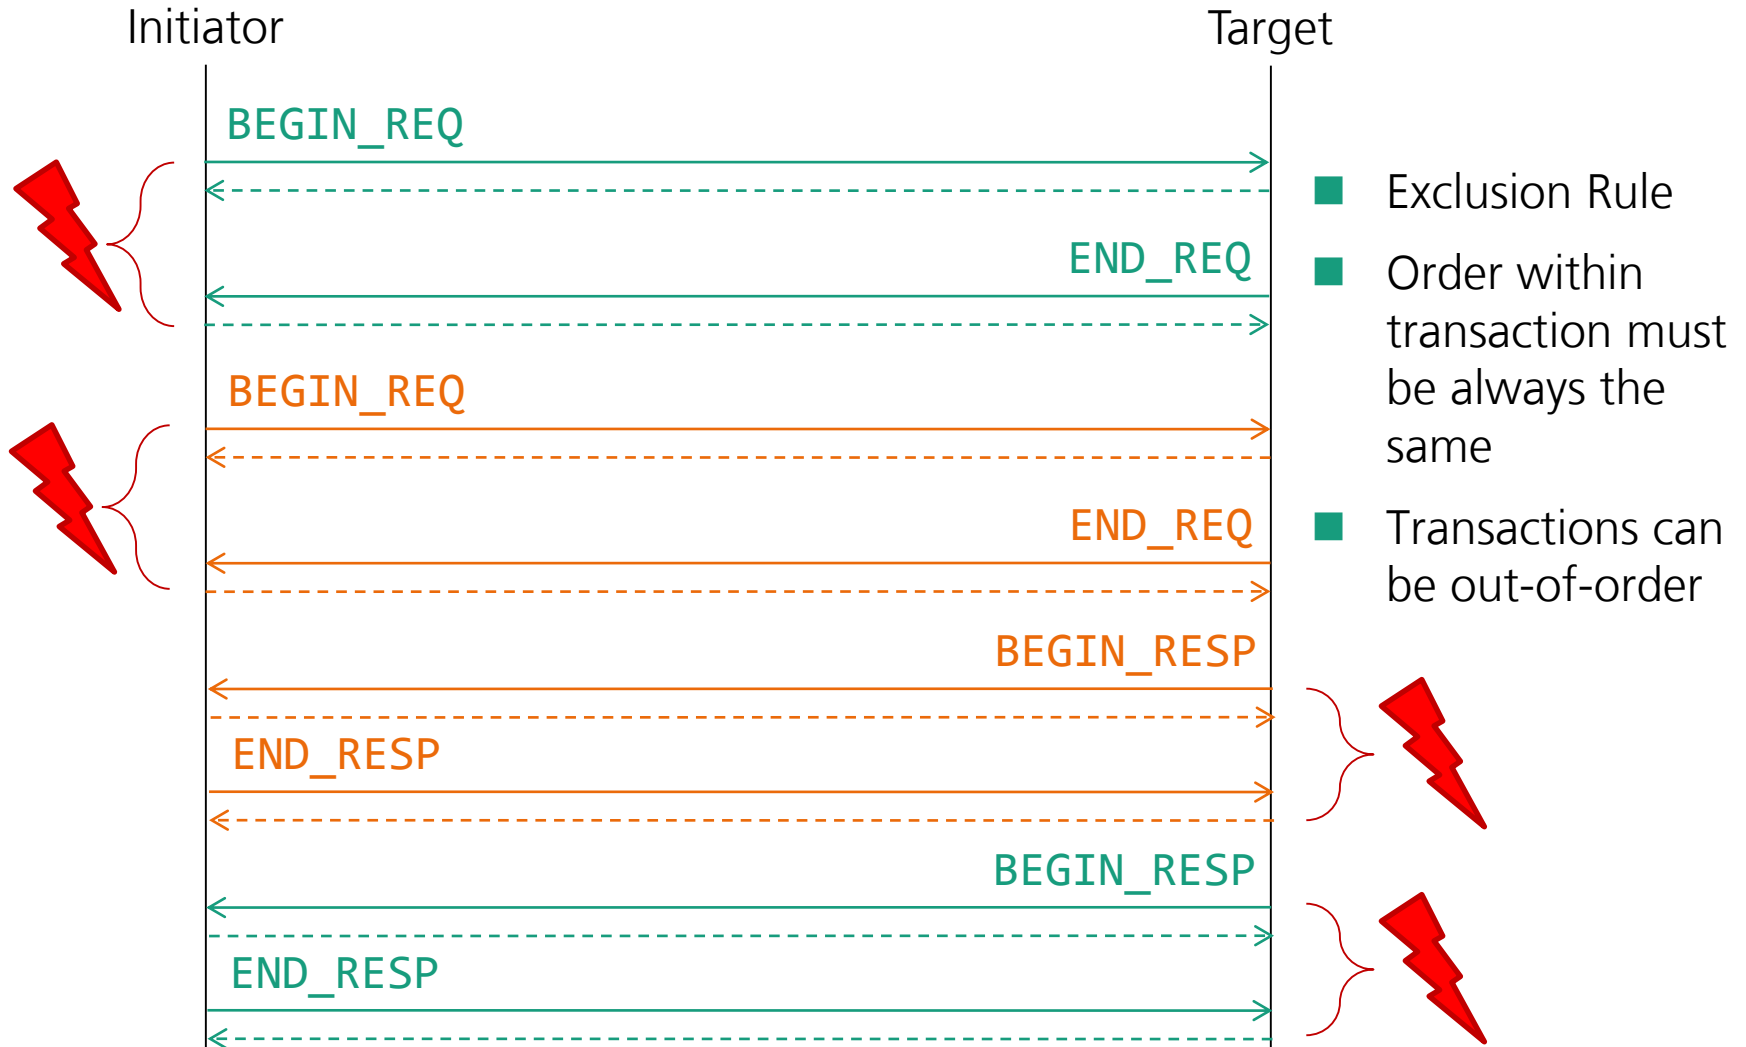 Initiator
Target
BEGIN_REQ
END_REQ
BEGIN_REQ
END_REQ
BEGIN_RESP
END_RESP
BEGIN_RESP
END_RESP
Exclusion Rule
Order within
transaction must
be always the
same
Transactions can
be out-of-order